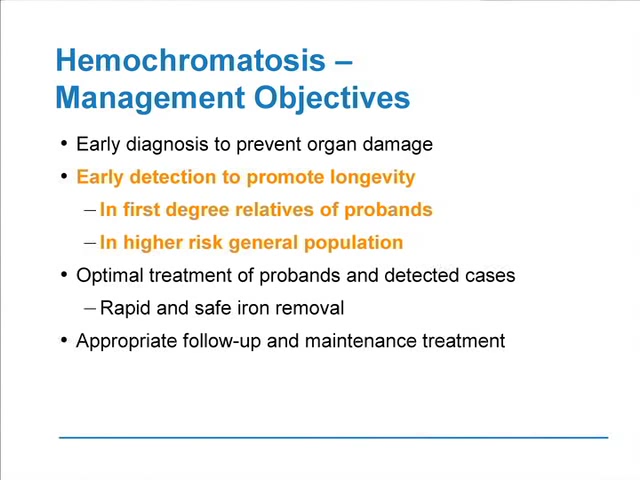 Hemochromatosis –
Management Objectives
• Early diagnosis to prevent organ damage
• Early detection to promote longevity
– In first degree relatives of probands
– In higher risk general population
• Optimal treatment of probands and detected cases
– Rapid and safe iron removal
• Appropriate follow-up and maintenance treatment